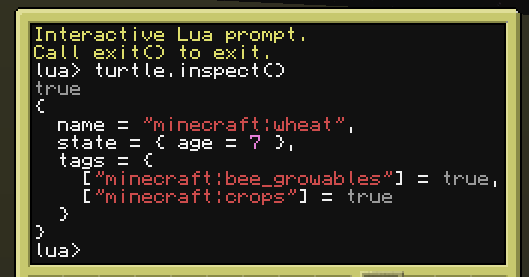 Interactive Lua prompt.
Call exit() to exit.
lua> turtle.inspect()
true
{
  name = "minecraft:wheat",
  state = { age = 7 },
  tags = {
    ["minecraft:bee_growables"] = true,
    ["minecraft:crops"] = true
  }
}
lua>